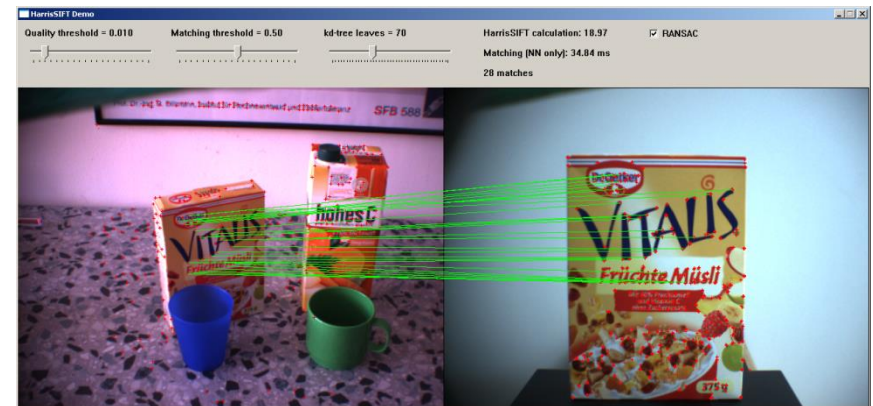 HarrisSIFT Demo
Quality threshold = 0.010
Matching threshold = 0.50
kd-tree leaves = 70
HarrisSIFT calculation: 18.97
RANSAC
Matching (NN only): 34.84 ms
28 matches
SFB 588
Dr.Oetker
VITALIS
Früchte Müsli
hohes C
Dr.Oetker
VITALIS
Früchte Müsli
375 g